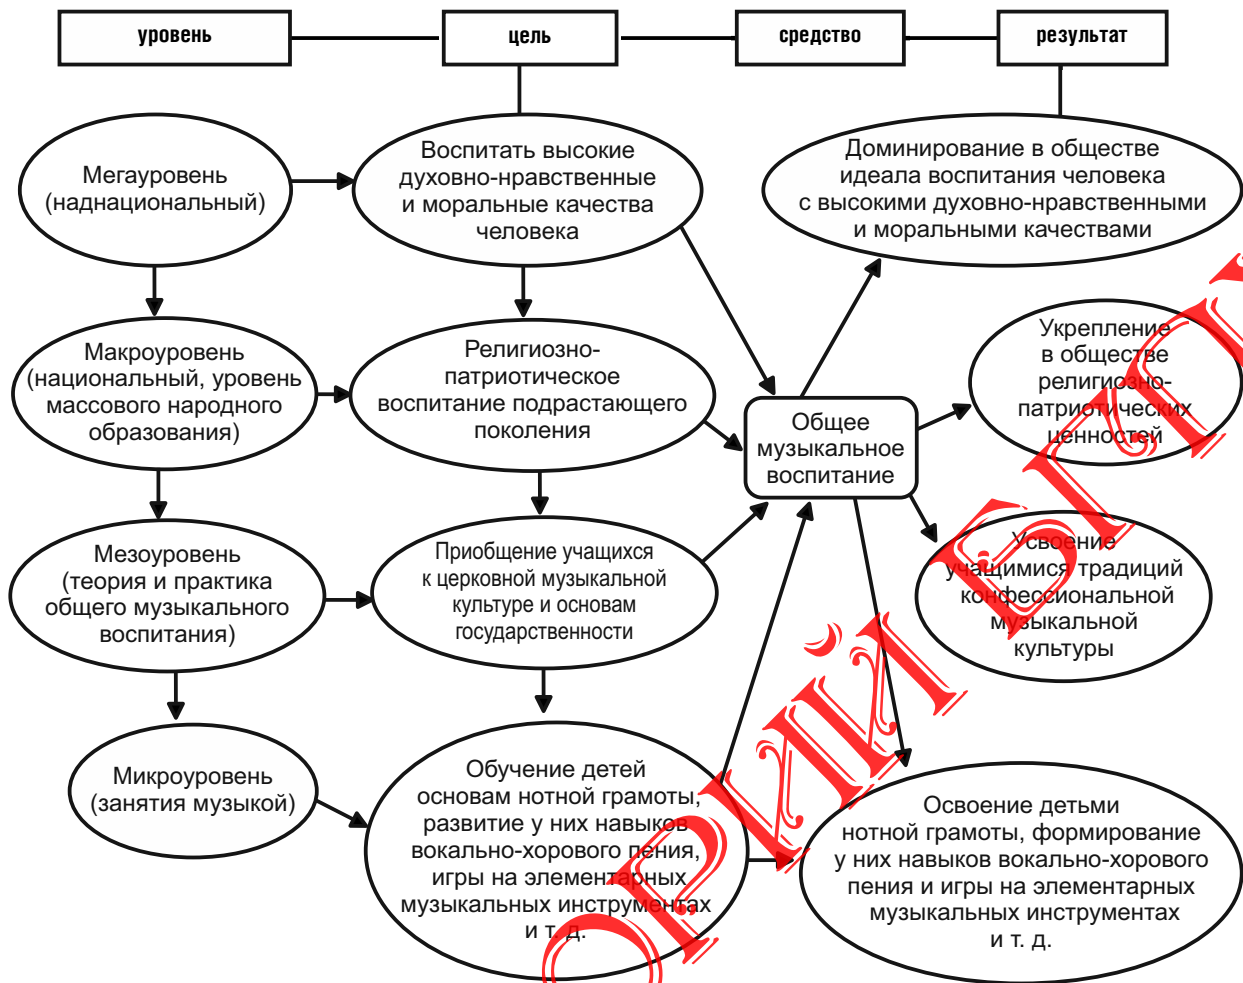 уровень
цель
средство
результат
Мегауровень
(наднациональный)
Воспитать высокие
духовно-нравственные
и моральные качества
человека
Доминирование в обществе
идеала воспитания человека
с высокими духовно-нравственными
и моральными качествами
Макроуровень
(национальный, уровень
массового народного
образования)
Религиозно-
патриотическое
воспитание подрастающего
поколения
Общее
музыкальное
воспитание
Укрепление
в обществе
религиозно-
патриотических
ценностей
Мезоуровень
(теория и практика
общего музыкального
воспитания)
Приобщение учащихся
к церковной музыкальной
культуре и основам
государственности
Усвоение
учащимися традиций
конфессиональной
музыкальной
культуры
Микроуровень
(занятия музыкой)
Обучение детей
основам нотной грамоты,
развитие у них навыков
вокально-хорового пения,
игры на элементарных
музыкальных инструментах
и т. д.
Освоение детьми
нотной грамоты, формирование
у них навыков вокально-хорового
пения и игры на элементарных
музыкальных инструментах
и т. д.